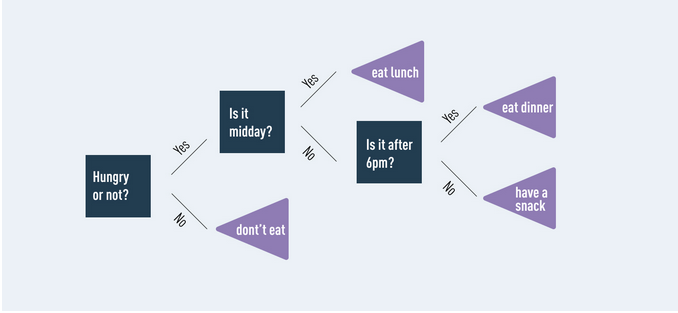 Hungry
or not?
Yes
No
Is it
midday?
dont't eat
Yes
No
eat lunch
Is it after
6pm?
Yes
No
eat dinner
have a
snack